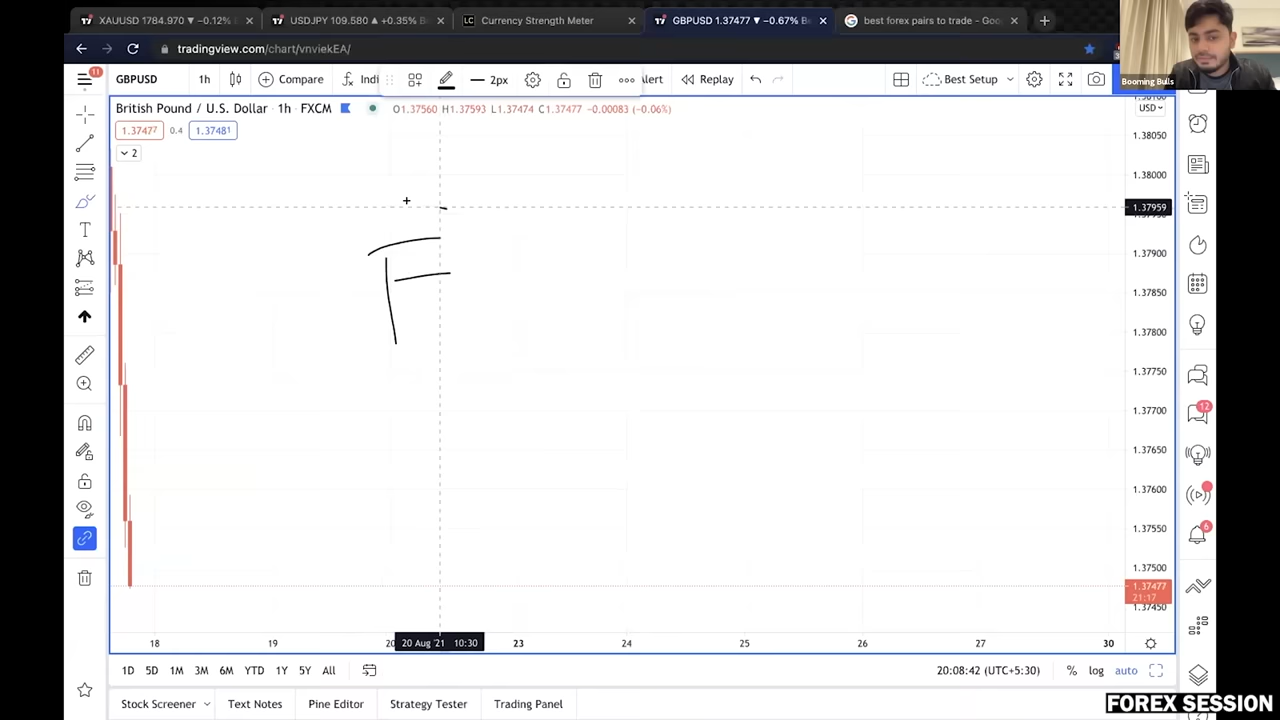 XAUUSD 1784.970 ▼ −0.12% B
USDJPY 109.580 ▲ +0.35% B
LC Currency Strength Meter
GBPUSD 1.37477 ▼ −0.67% B
best forex pairs to trade - Goo
tradingview.com/chart/vnviekEA/
Booming Bulls
11
GBPUSD
1h
Compare
Indi
2px
lert
Replay
Best Setup
British Pound / U.S. Dollar · 1h · FXCM
O1.37560 H1.37593 L1.37474 C1.37477 −0.00083 (−0.06%)
USD
1.37477
0.4
1.37481
2
1.38050
1.38000
1.37959
1.37900
1.37850
1.37800
1.37750
1.37700
1.37650
1.37600
1.37550
1.37500
1.37477
21:17
1.37450
F
12
6
18
19
20 Aug '21 10:30
23
24
25
26
27
30
1D 5D 1M 3M 6M YTD 1Y 5Y All
20:08:42 (UTC+5:30)
% log auto
Stock Screener
Text Notes
Pine Editor
Strategy Tester
Trading Panel
FOREX SESSION